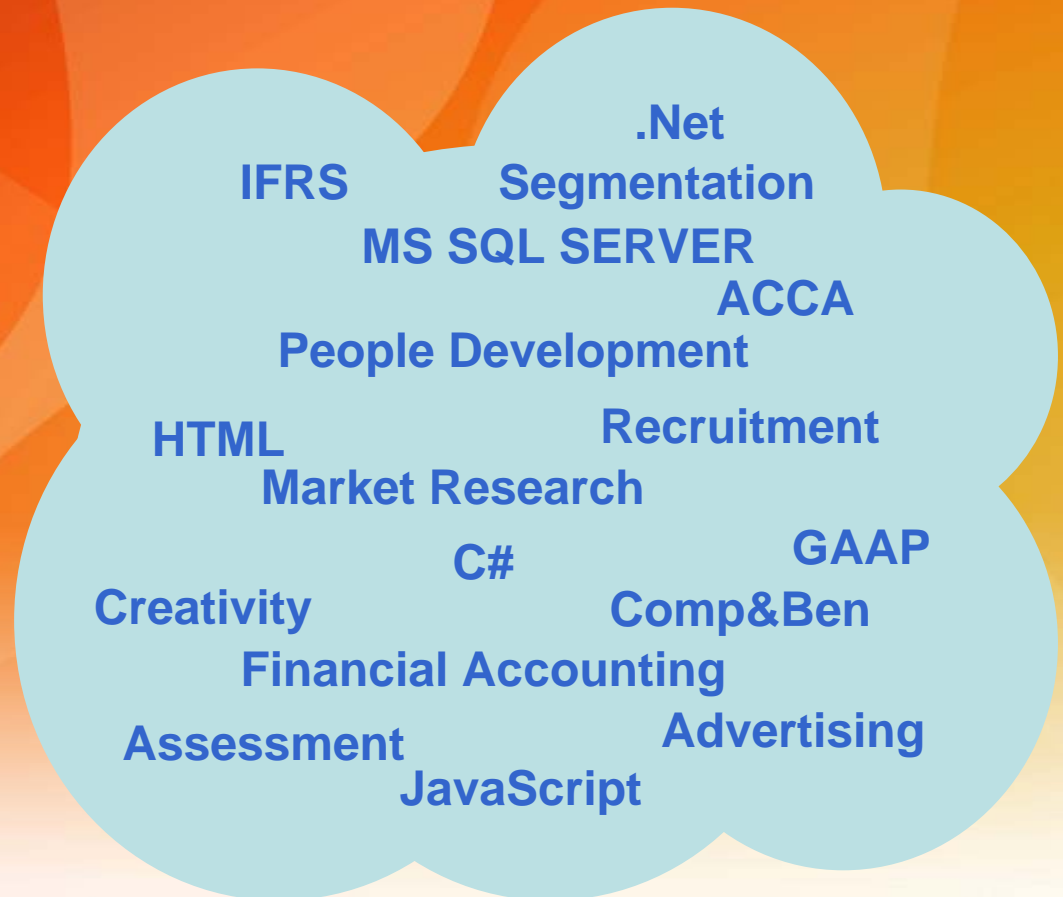 .Net
IFRS
Segmentation
MS SQL SERVER
ACCA
People Development
Recruitment
HTML
Market Research
GAAP
C#
Creativity
Comp&Ben
Financial Accounting
Advertising
Assessment
JavaScript